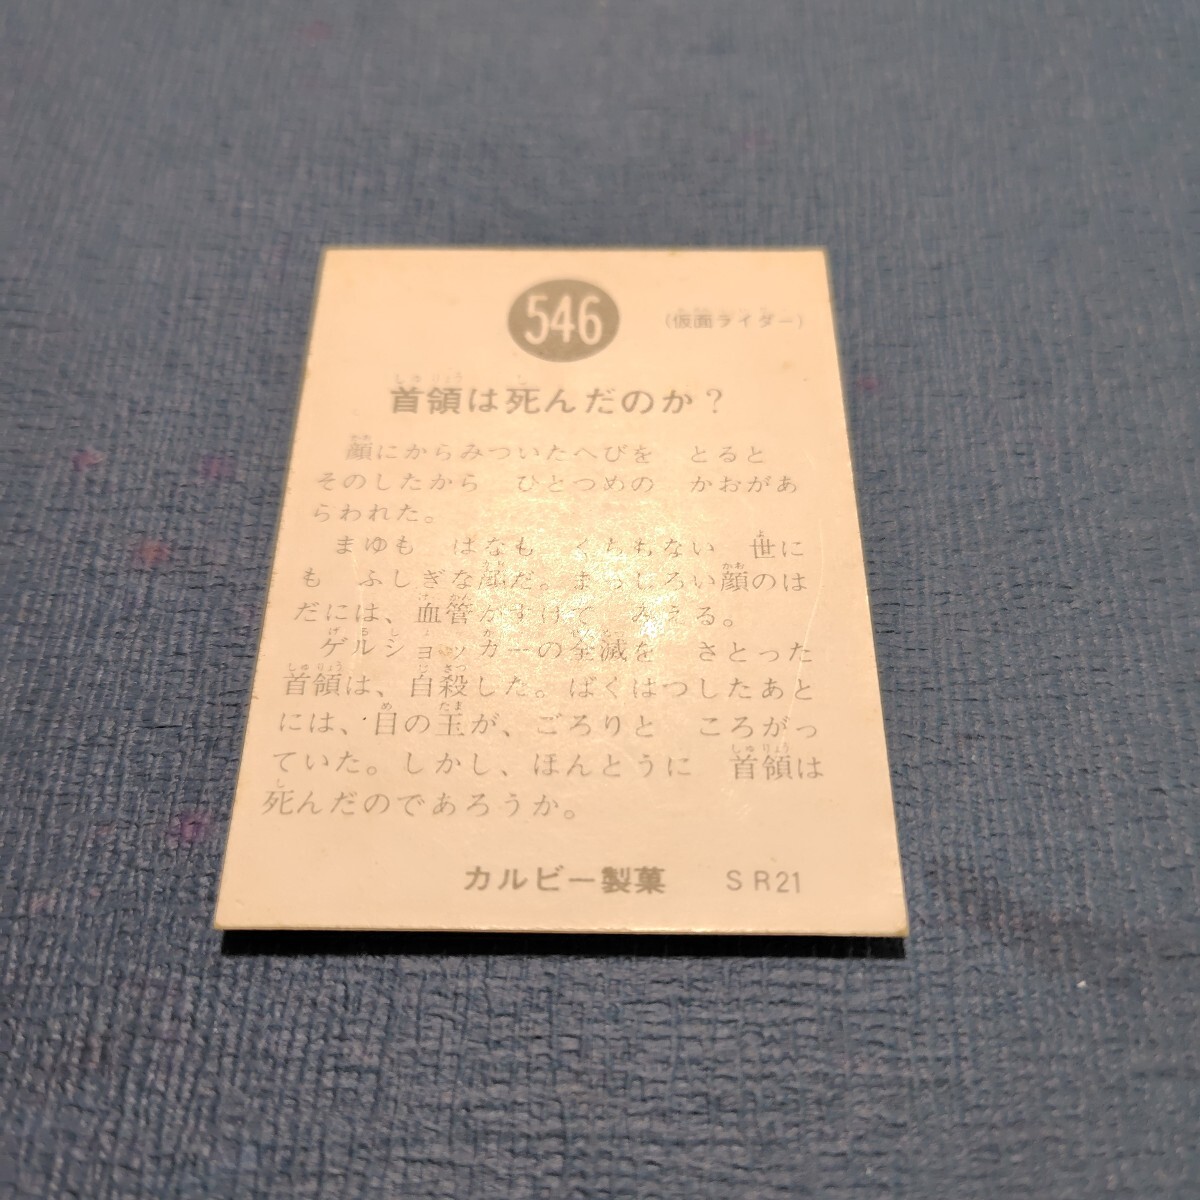 546
(仮面ライダー)
首領は死んだのか?
顔にからみついたへびを とると
そのしたから ひとつめの かおがあ
らわれた。
まゆも はなも くちもない 世に
も ふしぎな顔だ。まっしろい顔のは
だには、血管がすけて みえる。
ゲルショッカーの全滅を さとった
首領は、自殺した。ばくはつしたあと
には、目の玉が、ごろりと ころがっ
ていた。しかし、ほんとうに 首領は
死んだのであろうか。
カルビー製菓 SR21